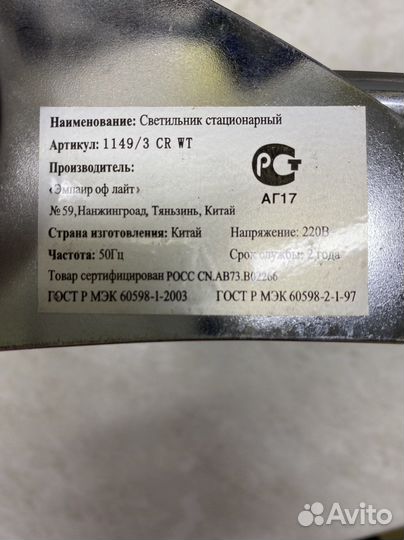 Наименование: Светильник стационарный
Артикул: 1149/3 CR WT
Производитель:
«Эмпаир оф лайт»
№59,Нанжингроад, Тяньзинь, Китай
РСТ
АГ17
Страна изготовления: Китай Напряжение: 220В
Частота: 50Гц Срок службы: 2 года
Товар сертифицирован РОСС CN.АВ73.В02266
ГОСТ Р МЭК 60598-1-2003 ГОСТ Р МЭК 60598-2-1-97
Avito